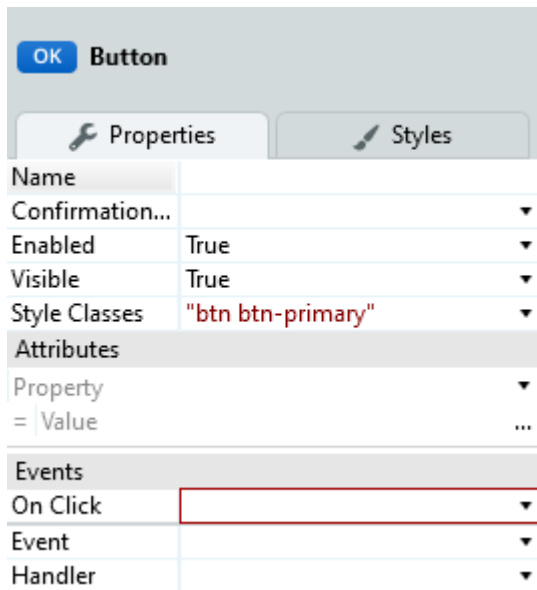 OK Button
Properties Styles
Name
Confirmation...
Enabled True
Visible True
Style Classes "btn btn-primary"
Attributes
Property
= Value ...
Events
On Click
Event
Handler